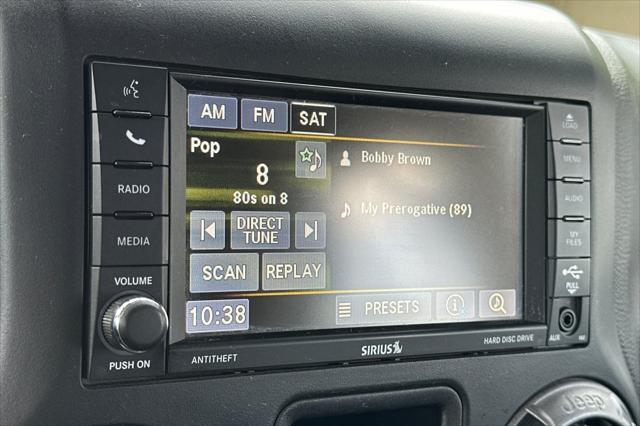 RADIO
MEDIA
VOLUME
PUSH ON
AM FM SAT
Pop
8
80s on 8
DIRECT
TUNE
SCAN REPLAY
10:38
Bobby Brown
My Prerogative (89)
PRESETS
ANTITHEFT
SIRIUS
HARD DISC DRIVE
LOAD
MENU
AUDIO
MY
FILES
PULL
AUX
Jeep